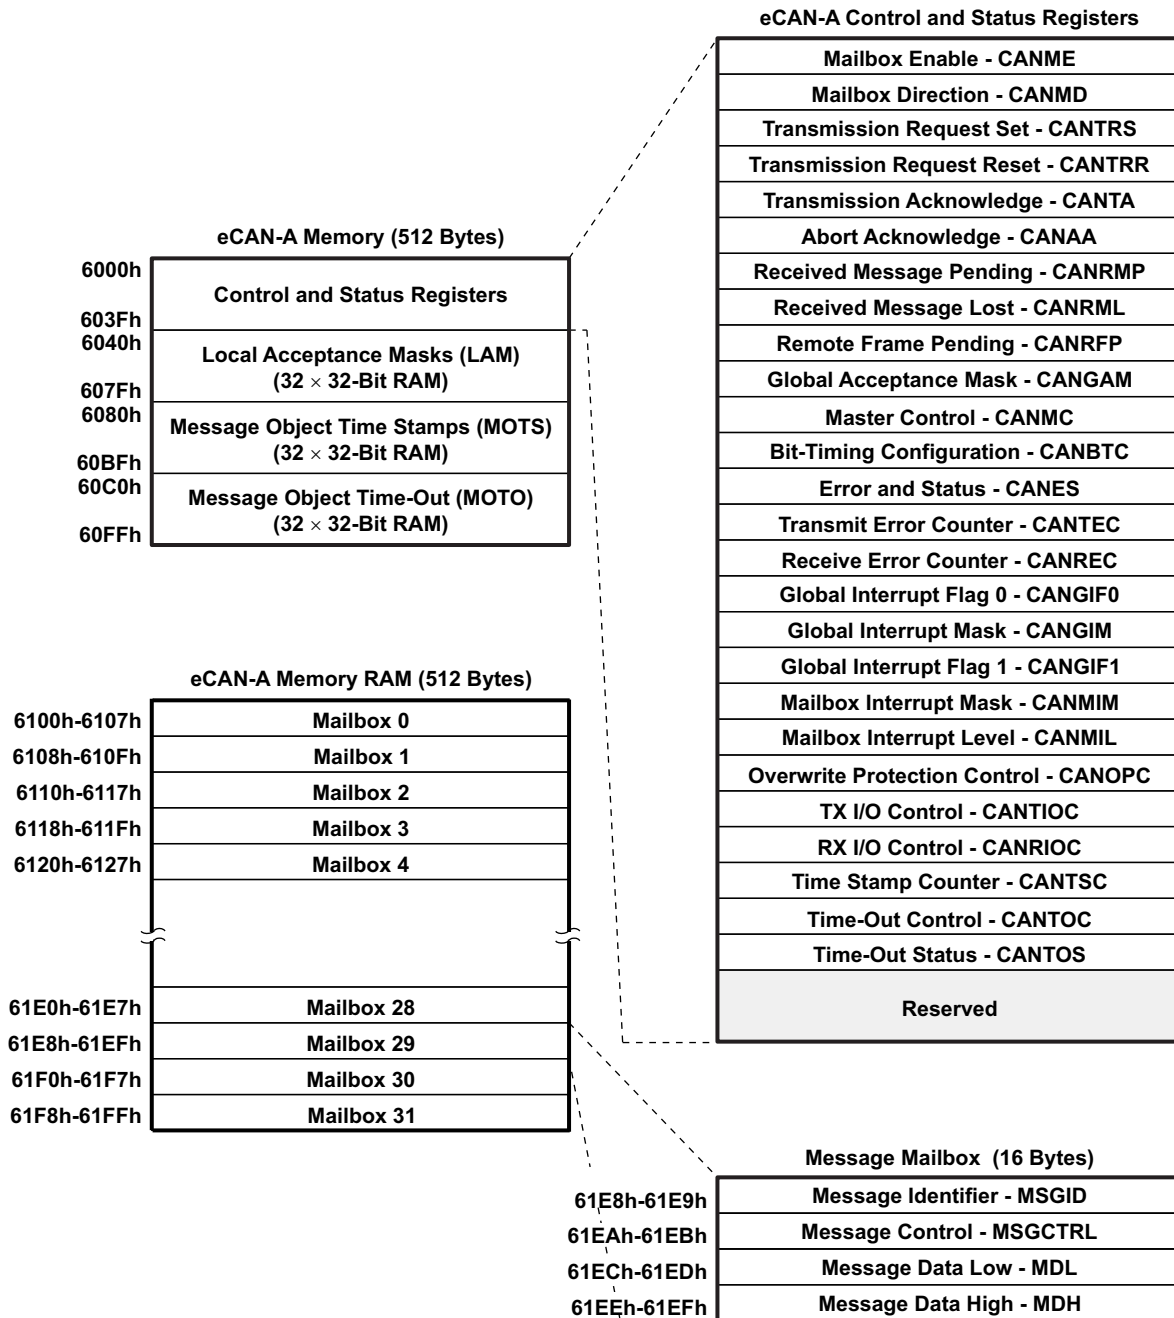 eCAN-A Control and Status Registers
Mailbox Enable - CANME
Mailbox Direction - CANMD
Transmission Request Set - CANTRS
Transmission Request Reset - CANTRR
Transmission Acknowledge - CANTA
Abort Acknowledge - CANAA
Received Message Pending - CANRMP
Received Message Lost - CANRML
Remote Frame Pending - CANRFP
Global Acceptance Mask - CANGAM
Master Control - CANMC
Bit-Timing Configuration - CANBTC
Error and Status - CANES
Transmit Error Counter - CANTEC
Receive Error Counter - CANREC
Global Interrupt Flag 0 - CANGIF0
Global Interrupt Mask - CANGIM
Global Interrupt Flag 1 - CANGIF1
Mailbox Interrupt Mask - CANMIM
Mailbox Interrupt Level - CANMIL
Overwrite Protection Control - CANOPC
TX I/O Control - CANTIOC
RX I/O Control - CANRIOC
Time Stamp Counter - CANTSC
Time-Out Control - CANTOC
Time-Out Status - CANTOS
Reserved
eCAN-A Memory (512 Bytes)
6000h
Control and Status Registers
603Fh
6040h
Local Acceptance Masks (LAM)
(32 × 32-Bit RAM)
607Fh
6080h
Message Object Time Stamps (MOTS)
(32 × 32-Bit RAM)
60BFh
60C0h
Message Object Time-Out (MOTO)
(32 × 32-Bit RAM)
60FFh
eCAN-A Memory RAM (512 Bytes)
6100h-6107h Mailbox 0
6108h-610Fh Mailbox 1
6110h-6117h Mailbox 2
6118h-611Fh Mailbox 3
6120h-6127h Mailbox 4
61E0h-61E7h Mailbox 28
61E8h-61EFh Mailbox 29
61F0h-61F7h Mailbox 30
61F8h-61FFh Mailbox 31
Message Mailbox (16 Bytes)
61E8h-61E9h Message Identifier - MSGID
61EAh-61EBh Message Control - MSGCTRL
61ECh-61EDh Message Data Low - MDL
61EEh-61EFh Message Data High - MDH